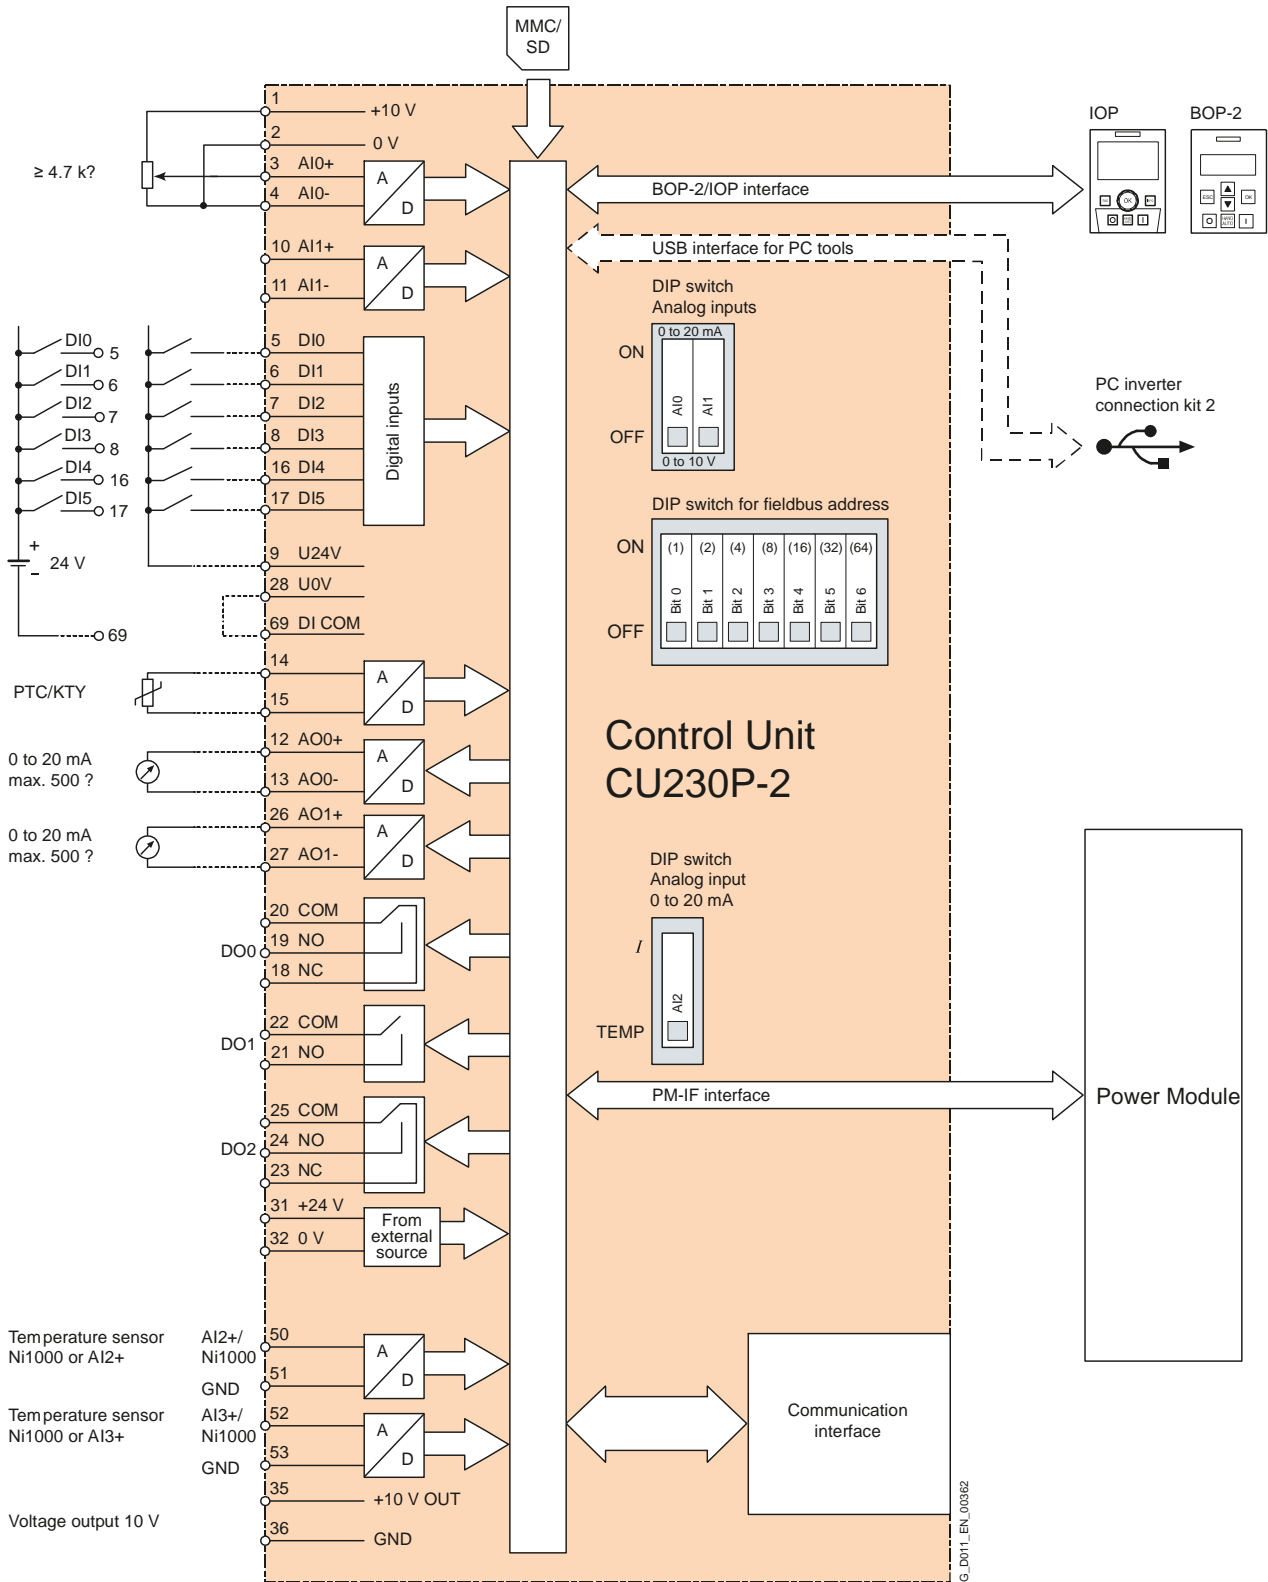 MMC/
SD
1
+10 V
2
0 V
≥ 4.7 k?
3 AI0+
4 AI0-
A
D
10 AI1+
11 AI1-
A
D
BOP-2/IOP interface
IOP
BOP-2
ESC
OK
HAND
AUTO
OK
USB interface for PC tools
PC inverter
connection kit 2
DIP switch
Analog inputs
0 to 20 mA
ON
AI0
AI1
OFF
0 to 10 V
DI0
5
DI1
6
DI2
7
DI3
8
DI4
16
DI5
17
+
–
24 V
69
5 DI0
6 DI1
7 DI2
8 DI3
16 DI4
17 DI5
Digital inputs
9 U24V
28 U0V
69 DI COM
DIP switch for fieldbus address
ON
(1) (2) (4) (8) (16) (32) (64)
Bit 0 Bit 1 Bit 2 Bit 3 Bit 4 Bit 5 Bit 6
OFF
PTC/KTY
14
15
A
D
Control Unit
CU230P-2
0 to 20 mA
max. 500 ?
12 AO0+
13 AO0-
A
D
0 to 20 mA
max. 500 ?
26 AO1+
27 AO1-
A
D
DIP switch
Analog input
0 to 20 mA
I
AI2
TEMP
DO0
20 COM
19 NO
18 NC
DO1
22 COM
21 NO
DO2
25 COM
24 NO
23 NC
PM-IF interface
Power Module
31 +24 V
32 0 V
From
external
source
Temperature sensor
Ni1000 or AI2+
AI2+/
Ni1000
GND
50
51
A
D
Temperature sensor
Ni1000 or AI3+
AI3+/
Ni1000
GND
52
53
A
D
Communication
interface
Voltage output 10 V
35
+10 V OUT
36
GND
G_D011_EN_00362